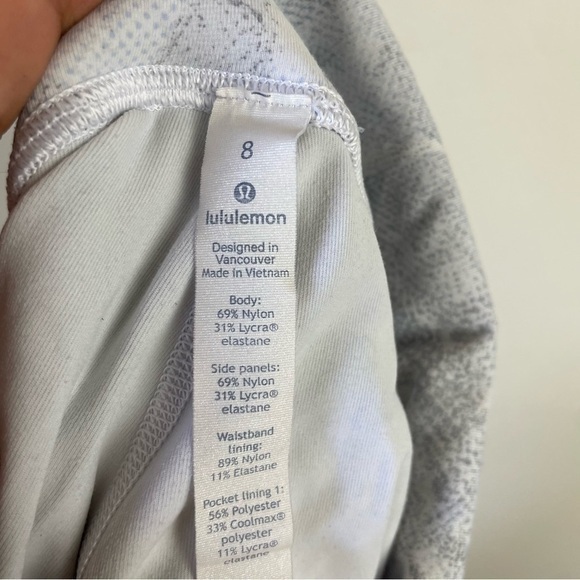 8
lululemon
Designed in
Vancouver
Made in Vietnam
Body:
69% Nylon
31% Lycra®
elastane
Side panels:
69% Nylon
31% Lycra®
elastane
Waistband
lining:
89% Nylon
11% Elastane
Pocket lining 1:
56% Polyester
33% Coolmax®
polyester
11% Lycra®
elastane